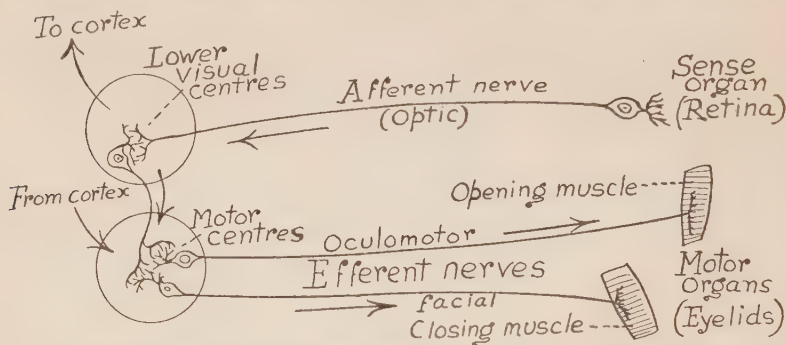 To cortex
Lower
visual
centres
Afferent nerve
(Optic)
Sense
organ
(Retina)
From cortex
Motor
centres
Opening muscle
Oculomotor
Efferent nerves
facial
Closing muscle
Motor
Organs
(Eyelids)